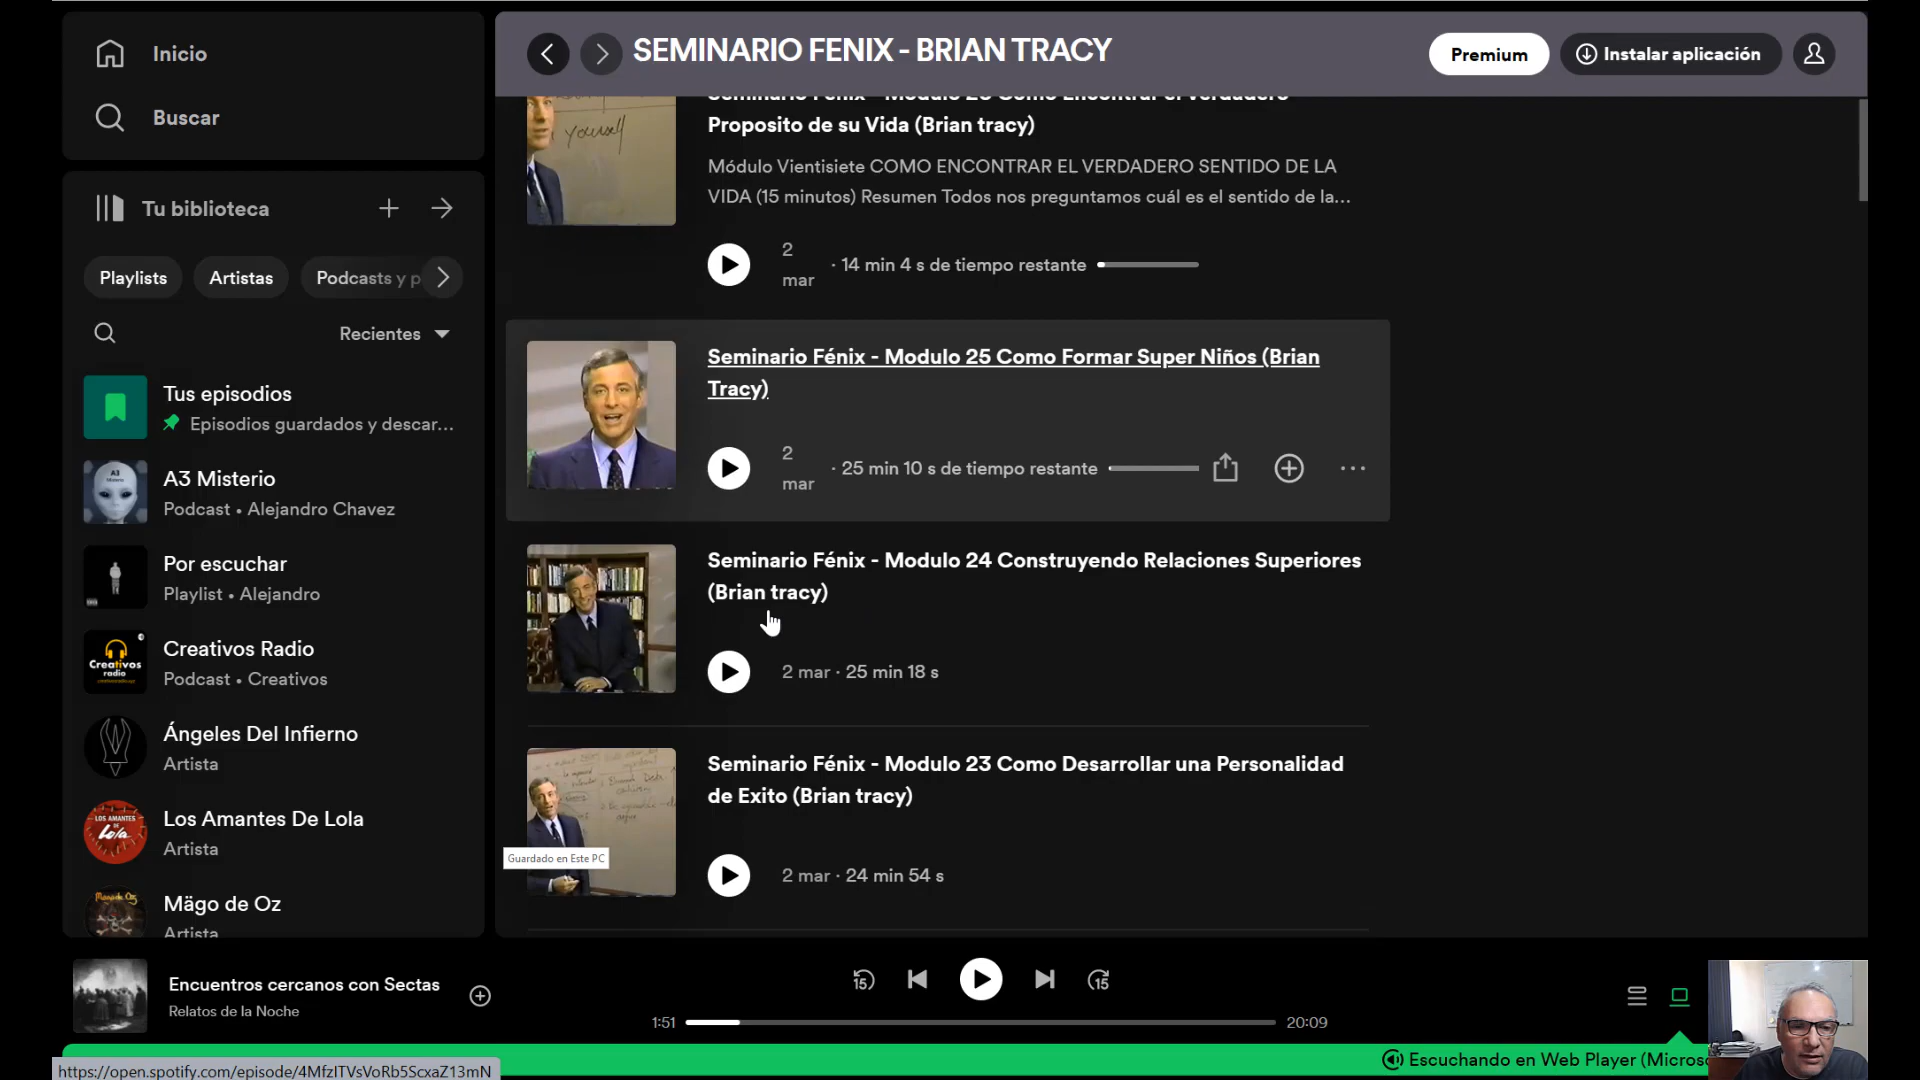 Inicio
Buscar
Tu biblioteca
Playlists
Artistas
Podcasts y p
Recientes
Tus episodios
Episodios guardados y descar...
A3 Misterio
Podcast • Alejandro Chavez
Por escuchar
Playlist • Alejandro
Creativos Radio
Podcast • Creativos
Ángeles Del Infierno
Artista
Los Amantes De Lola
Artista
Mägo de Oz
Artista
SEMINARIO FENIX - BRIAN TRACY
Premium
Instalar aplicación
Proposito de su Vida (Brian tracy)
Módulo Vientisiete COMO ENCONTRAR EL VERDADERO SENTIDO DE LA
VIDA (15 minutos) Resumen Todos nos preguntamos cuál es el sentido de la...
2
mar
· 14 min 4 s de tiempo restante
Seminario Fénix - Modulo 25 Como Formar Super Niños (Brian
Tracy)
2
mar
· 25 min 10 s de tiempo restante
Seminario Fénix - Modulo 24 Construyendo Relaciones Superiores
(Brian tracy)
2 mar · 25 min 18 s
Seminario Fénix - Modulo 23 Como Desarrollar una Personalidad
de Exito (Brian tracy)
Guardado en Este PC
2 mar · 24 min 54 s
Encuentros cercanos con Sectas
Relatos de la Noche
15
15
1:51
20:09
Escuchando en Web Player (Micros
https://open.spotify.com/episode/4MfzITVsVoRb5ScxaZ13mN
yourself